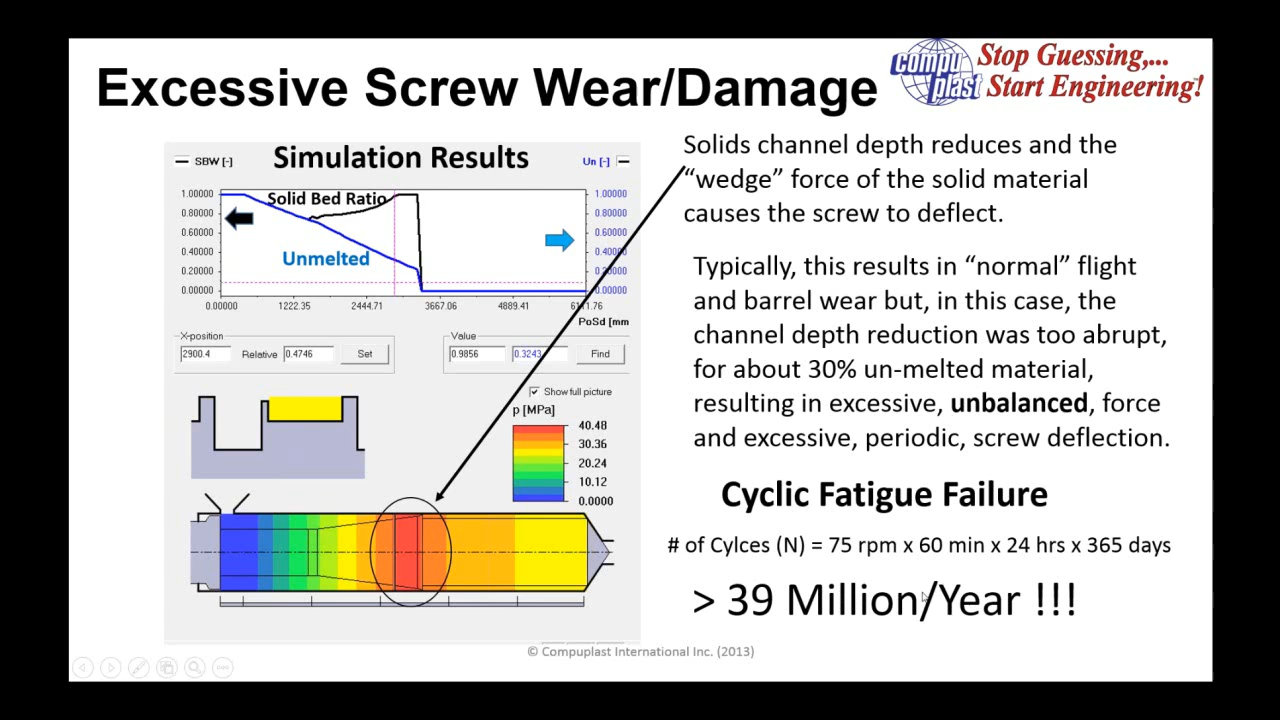 Excessive Screw Wear/Damage
compu
plast
Stop Guessing,...
Start Engineering!
SBW [-]
Simulation Results
Un [-]
1.00000
0.80000
0.60000
0.40000
0.20000
0.00000
Solid Bed Ratio
Unmelted
1.00000
0.80000
0.60000
0.40000
0.20000
0.00000
0.00000
1222.35
2444.71
3667.06
4889.41
PoSd [mm
X-position
2900.4
Relative
0.4746
Set
Value
0.9856
0.3243
Find
Show full picture
p [MPa]
40.48
30.36
20.24
10.12
0.0000
Solids channel depth reduces and the
“wedge” force of the solid material
causes the screw to deflect.
Typically, this results in “normal” flight
and barrel wear but, in this case, the
channel depth reduction was too abrupt,
for about 30% un-melted material,
resulting in excessive, unbalanced, force
and excessive, periodic, screw deflection.
Cyclic Fatigue Failure
# of Cylces (N) = 75 rpm x 60 min x 24 hrs x 365 days
> 39 Million/Year !!!
© Compuplast International Inc. (2013)